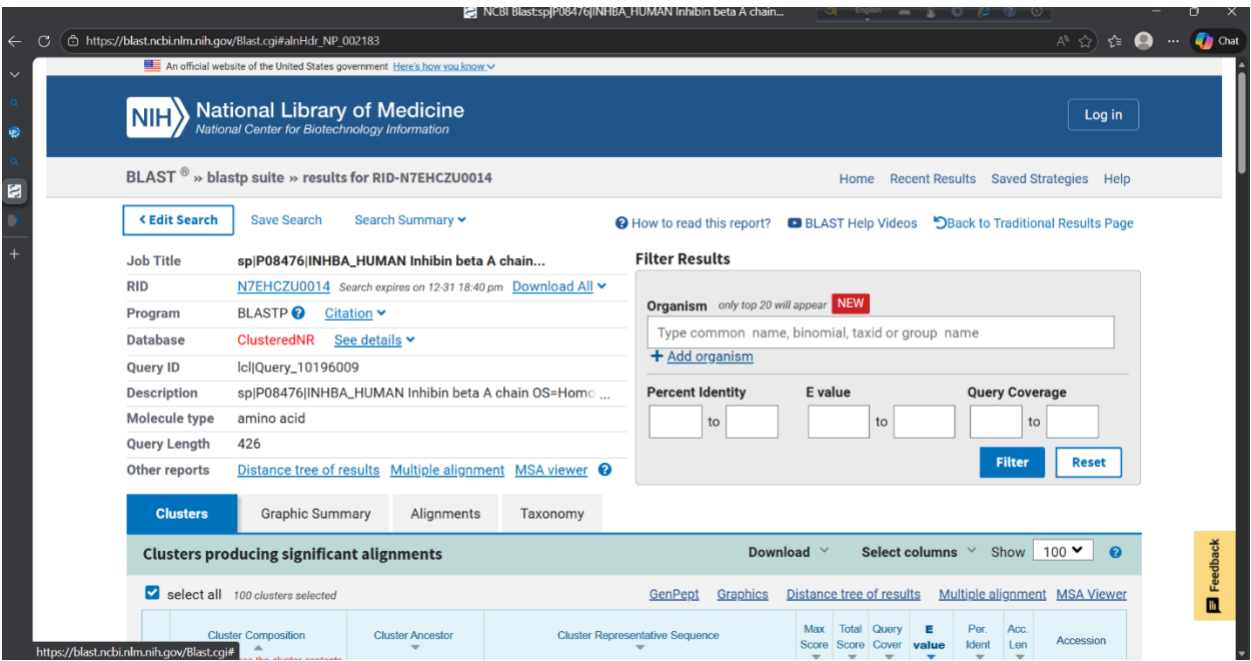 NCBI Blast:sp|P08476|INHBA_HUMAN Inhibin beta A chain...
English
https://blast.ncbi.nlm.nih.gov/Blast.cgi#alnHdr_NP_002183
Chat
An official website of the United States government Here's how you know
NIH National Library of Medicine
National Center for Biotechnology Information
Log in
BLAST ® » blastp suite » results for RID-N7EHCZU0014
Home Recent Results Saved Strategies Help
Edit Search Save Search Search Summary
How to read this report? BLAST Help Videos Back to Traditional Results Page
Job Title sp|P08476|INHBA_HUMAN Inhibin beta A chain...
RID N7EHCZU0014 Search expires on 12-31 18:40 pm Download All
Program BLASTP Citation
Database ClusteredNR See details
Query ID lcl|Query_10196009
Description sp|P08476|INHBA_HUMAN Inhibin beta A chain OS=Homo ...
Molecule type amino acid
Query Length 426
Other reports Distance tree of results Multiple alignment MSA viewer
Filter Results
Organism only top 20 will appear NEW
Type common name, binomial, taxid or group name
Add organism
Percent Identity E value Query Coverage
to to to
Filter Reset
Clusters Graphic Summary Alignments Taxonomy
Clusters producing significant alignments
Download Select columns Show 100
select all 100 clusters selected
GenPept Graphics Distance tree of results Multiple alignment MSA Viewer
Cluster Composition Cluster Ancestor Cluster Representative Sequence Max Score Total Score Query Cover E value Per. Ident Acc. Len Accession
the cluster contents
https://blast.ncbi.nlm.nih.gov/Blast.cgi#
Feedback